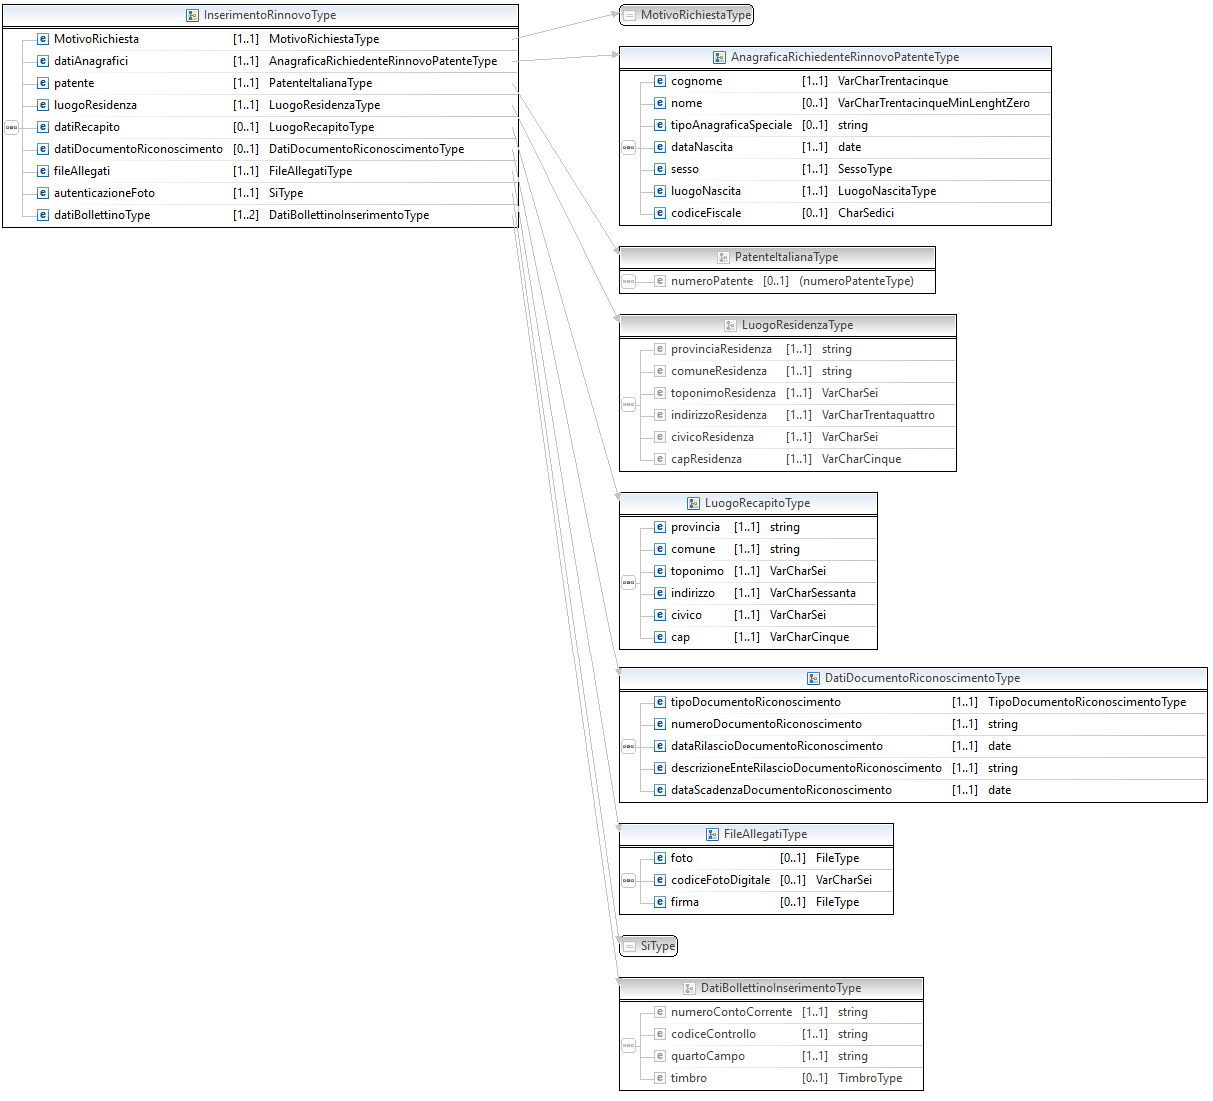 InserimentoRinnovoType
MotivoRichiesta [1..1] MotivoRichiestaType
datiAnagrafici [1..1] AnagraficaRichiedenteRinnovoPatenteType
patente [1..1] PatenteItalianaType
luogoResidenza [1..1] LuogoResidenzaType
datiRecapito [0..1] LuogoRecapitoType
datiDocumentoRiconoscimento [0..1] DatiDocumentoRiconoscimentoType
fileAllegati [1..1] FileAllegatiType
autenticazioneFoto [1..1] SiType
datiBollettinoType [1..2] DatiBollettinoInserimentoType
MotivoRichiestaType
AnagraficaRichiedenteRinnovoPatenteType
cognome [1..1] VarCharTrentacinque
nome [0..1] VarCharTrentacinqueMinLenghtZero
tipoAnagraficaSpeciale [0..1] string
dataNascita [1..1] date
sesso [1..1] SessoType
luogoNascita [1..1] LuogoNascitaType
codiceFiscale [0..1] CharSedici
PatenteItalianaType
numeroPatente [0..1] (numeroPatenteType)
LuogoResidenzaType
provinciaResidenza [1..1] string
comuneResidenza [1..1] string
toponimoResidenza [1..1] VarCharSei
indirizzoResidenza [1..1] VarCharTrentaquattro
civicoResidenza [1..1] VarCharSei
capResidenza [1..1] VarCharCinque
LuogoRecapitoType
provincia [1..1] string
comune [1..1] string
toponimo [1..1] VarCharSei
indirizzo [1..1] VarCharSessanta
civico [1..1] VarCharSei
cap [1..1] VarCharCinque
DatiDocumentoRiconoscimentoType
tipoDocumentoRiconoscimento [1..1] TipoDocumentoRiconoscimentoType
numeroDocumentoRiconoscimento [1..1] string
dataRilascioDocumentoRiconoscimento [1..1] date
descrizioneEnteRilascioDocumentoRiconoscimento [1..1] string
dataScadenzaDocumentoRiconoscimento [1..1] date
FileAllegatiType
foto [0..1] FileType
codiceFotoDigitale [0..1] VarCharSei
firma [0..1] FileType
SiType
DatiBollettinoInserimentoType
numeroContoCorrente [1..1] string
codiceControllo [1..1] string
quartoCampo [1..1] string
timbro [0..1] TimbroType